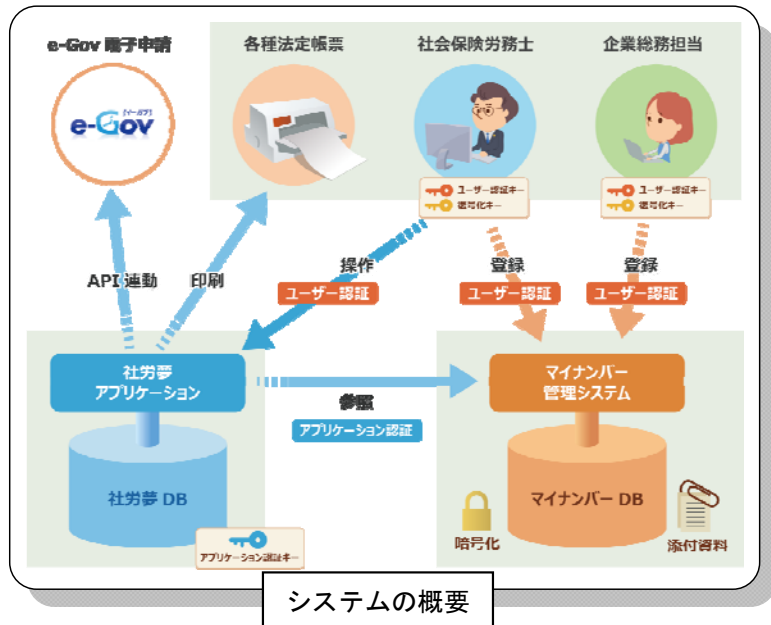 e-Gov 電子申請
各種法定帳票
社会保険労務士
企業総務担当
[イーガブ]
e-Gov
ユーザー認証キー
暗号化キー
ユーザー認証キー
暗号化キー
API 連動
印刷
操作
ユーザー認証
登録
ユーザー認証
登録
ユーザー認証
社労夢
アプリケーション
マイナンバー
管理システム
参照
アプリケーション認証
社労夢 DB
マイナンバー DB
暗号化
添付資料
アプリケーション認証キー
システムの概要